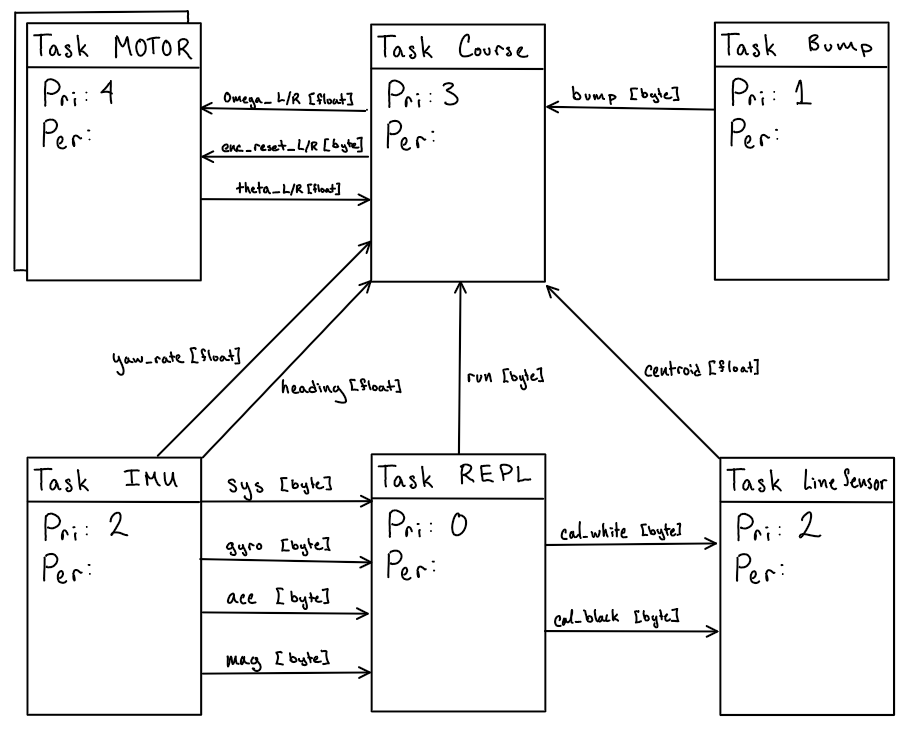 Task MOTOR
Pri: 4
Per:
Omega_L/R [float]
enc_reset_L/R [byte]
theta_L/R [float]
Task Course
Pri: 3
Per:
bump [byte]
Task Bump
Pri: 1
Per:
yaw_rate [float]
heading [float]
run [byte]
centroid [float]
Task IMU
Pri: 2
Per:
sys [byte]
gyro [byte]
acc [byte]
mag [byte]
Task REPL
Pri: 0
Per:
cal_white [byte]
cal_black [byte]
Task Line Sensor
Pri: 2
Per: